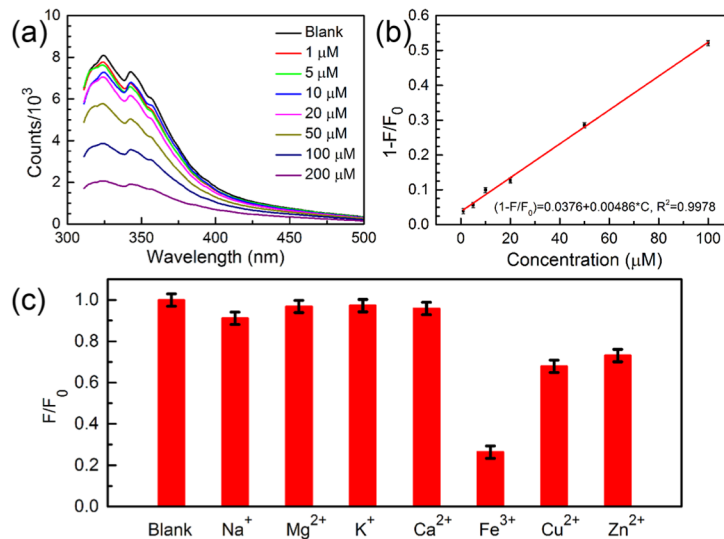 (a)
Counts/10³
10
8
6
4
2
0
300 350 400 450 500
Wavelength (nm)
Blank
1 μM
5 μM
10 μM
20 μM
50 μM
100 μM
200 μM
(b)
1-F/F₀
0.6
0.5
0.4
0.3
0.2
0.1
0.0
0 20 40 60 80 100
Concentration (μM)
(1-F/F₀)=0.0376+0.00486*C, R²=0.9978
(c)
F/F₀
1.0
0.8
0.6
0.4
0.2
0.0
Blank Na⁺ Mg²⁺ K⁺ Ca²⁺ Fe³⁺ Cu²⁺ Zn²⁺